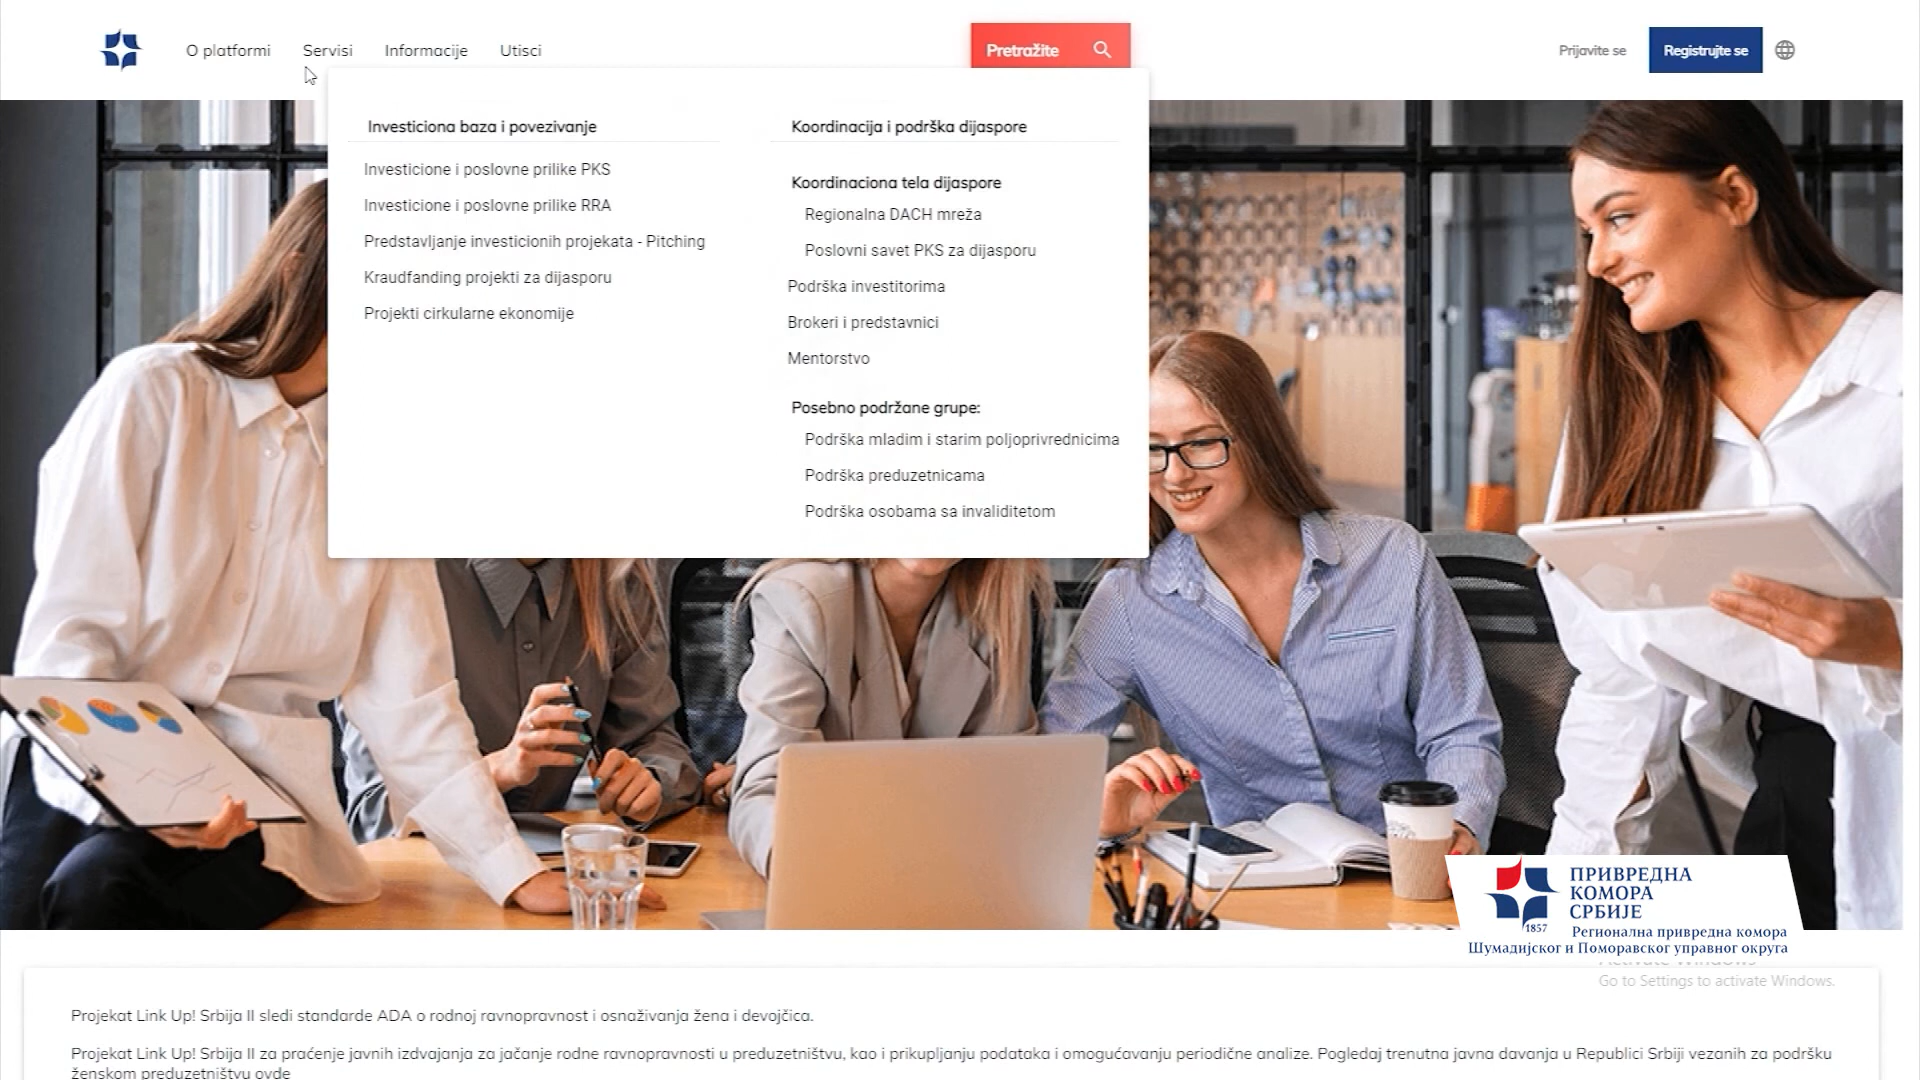 O platformi
Servisi
Informacije
Utisci
Pretražite
Prijavite se
Registrujte se
Investiciona baza i povezivanje
Investicione i poslovne prilike PKS
Investicione i poslovne prilike RRA
Predstavljanje investicionih projekata - Pitching
Kraudfanding projekti za dijasporu
Projekti cirkularne ekonomije
Koordinacija i podrška dijaspore
Koordinaciona tela dijaspore
Regionalna DACH mreža
Poslovni savet PKS za dijasporu
Podrška investitorima
Brokeri i predstavnici
Mentorstvo
Posebno podržane grupe:
Podrška mladim i starim poljoprivrednicima
Podrška preduzetnicama
Podrška osobama sa invaliditetom
ПРИВРЕДНА
КОМОРА
СРБИЈЕ
1857
Регионална привредна комора
Шумадијског и Поморавског управног округа
Activate Windows
Go to Settings to activate Windows.
Projekat Link Up! Srbija II sledi standarde ADA o rodnoj ravnopravnost i osnaživanja žena i devojčica.
Projekat Link Up! Srbija II za praćenje javnih izdvajanja za jačanje rodne ravnopravnosti u preduzetništvu, kao i prikupljanju podataka i omogućavanju periodične analize. Pogledaj trenutna javna davanja u Republici Srbiji vezanih za podršku
ženskom preduzetništvu ovde